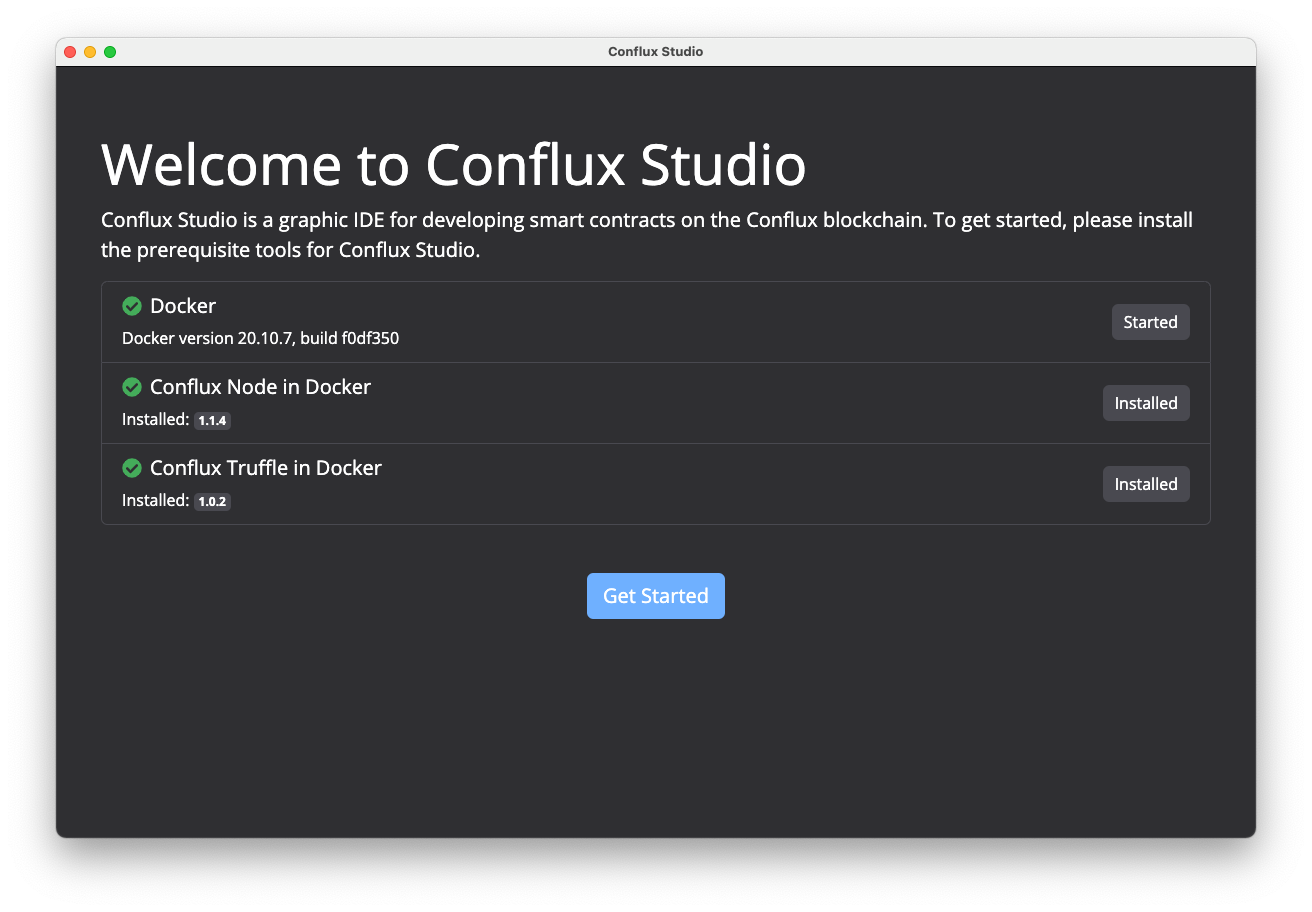 Conflux Studio
Welcome to Conflux Studio
Conflux Studio is a graphic IDE for developing smart contracts on the Conflux blockchain. To get started, please install
the prerequisite tools for Conflux Studio.
Docker
Docker version 20.10.7, build f0df350
Started
Conflux Node in Docker
Installed: 1.1.4
Installed
Conflux Truffle in Docker
Installed: 1.0.2
Installed
Get Started